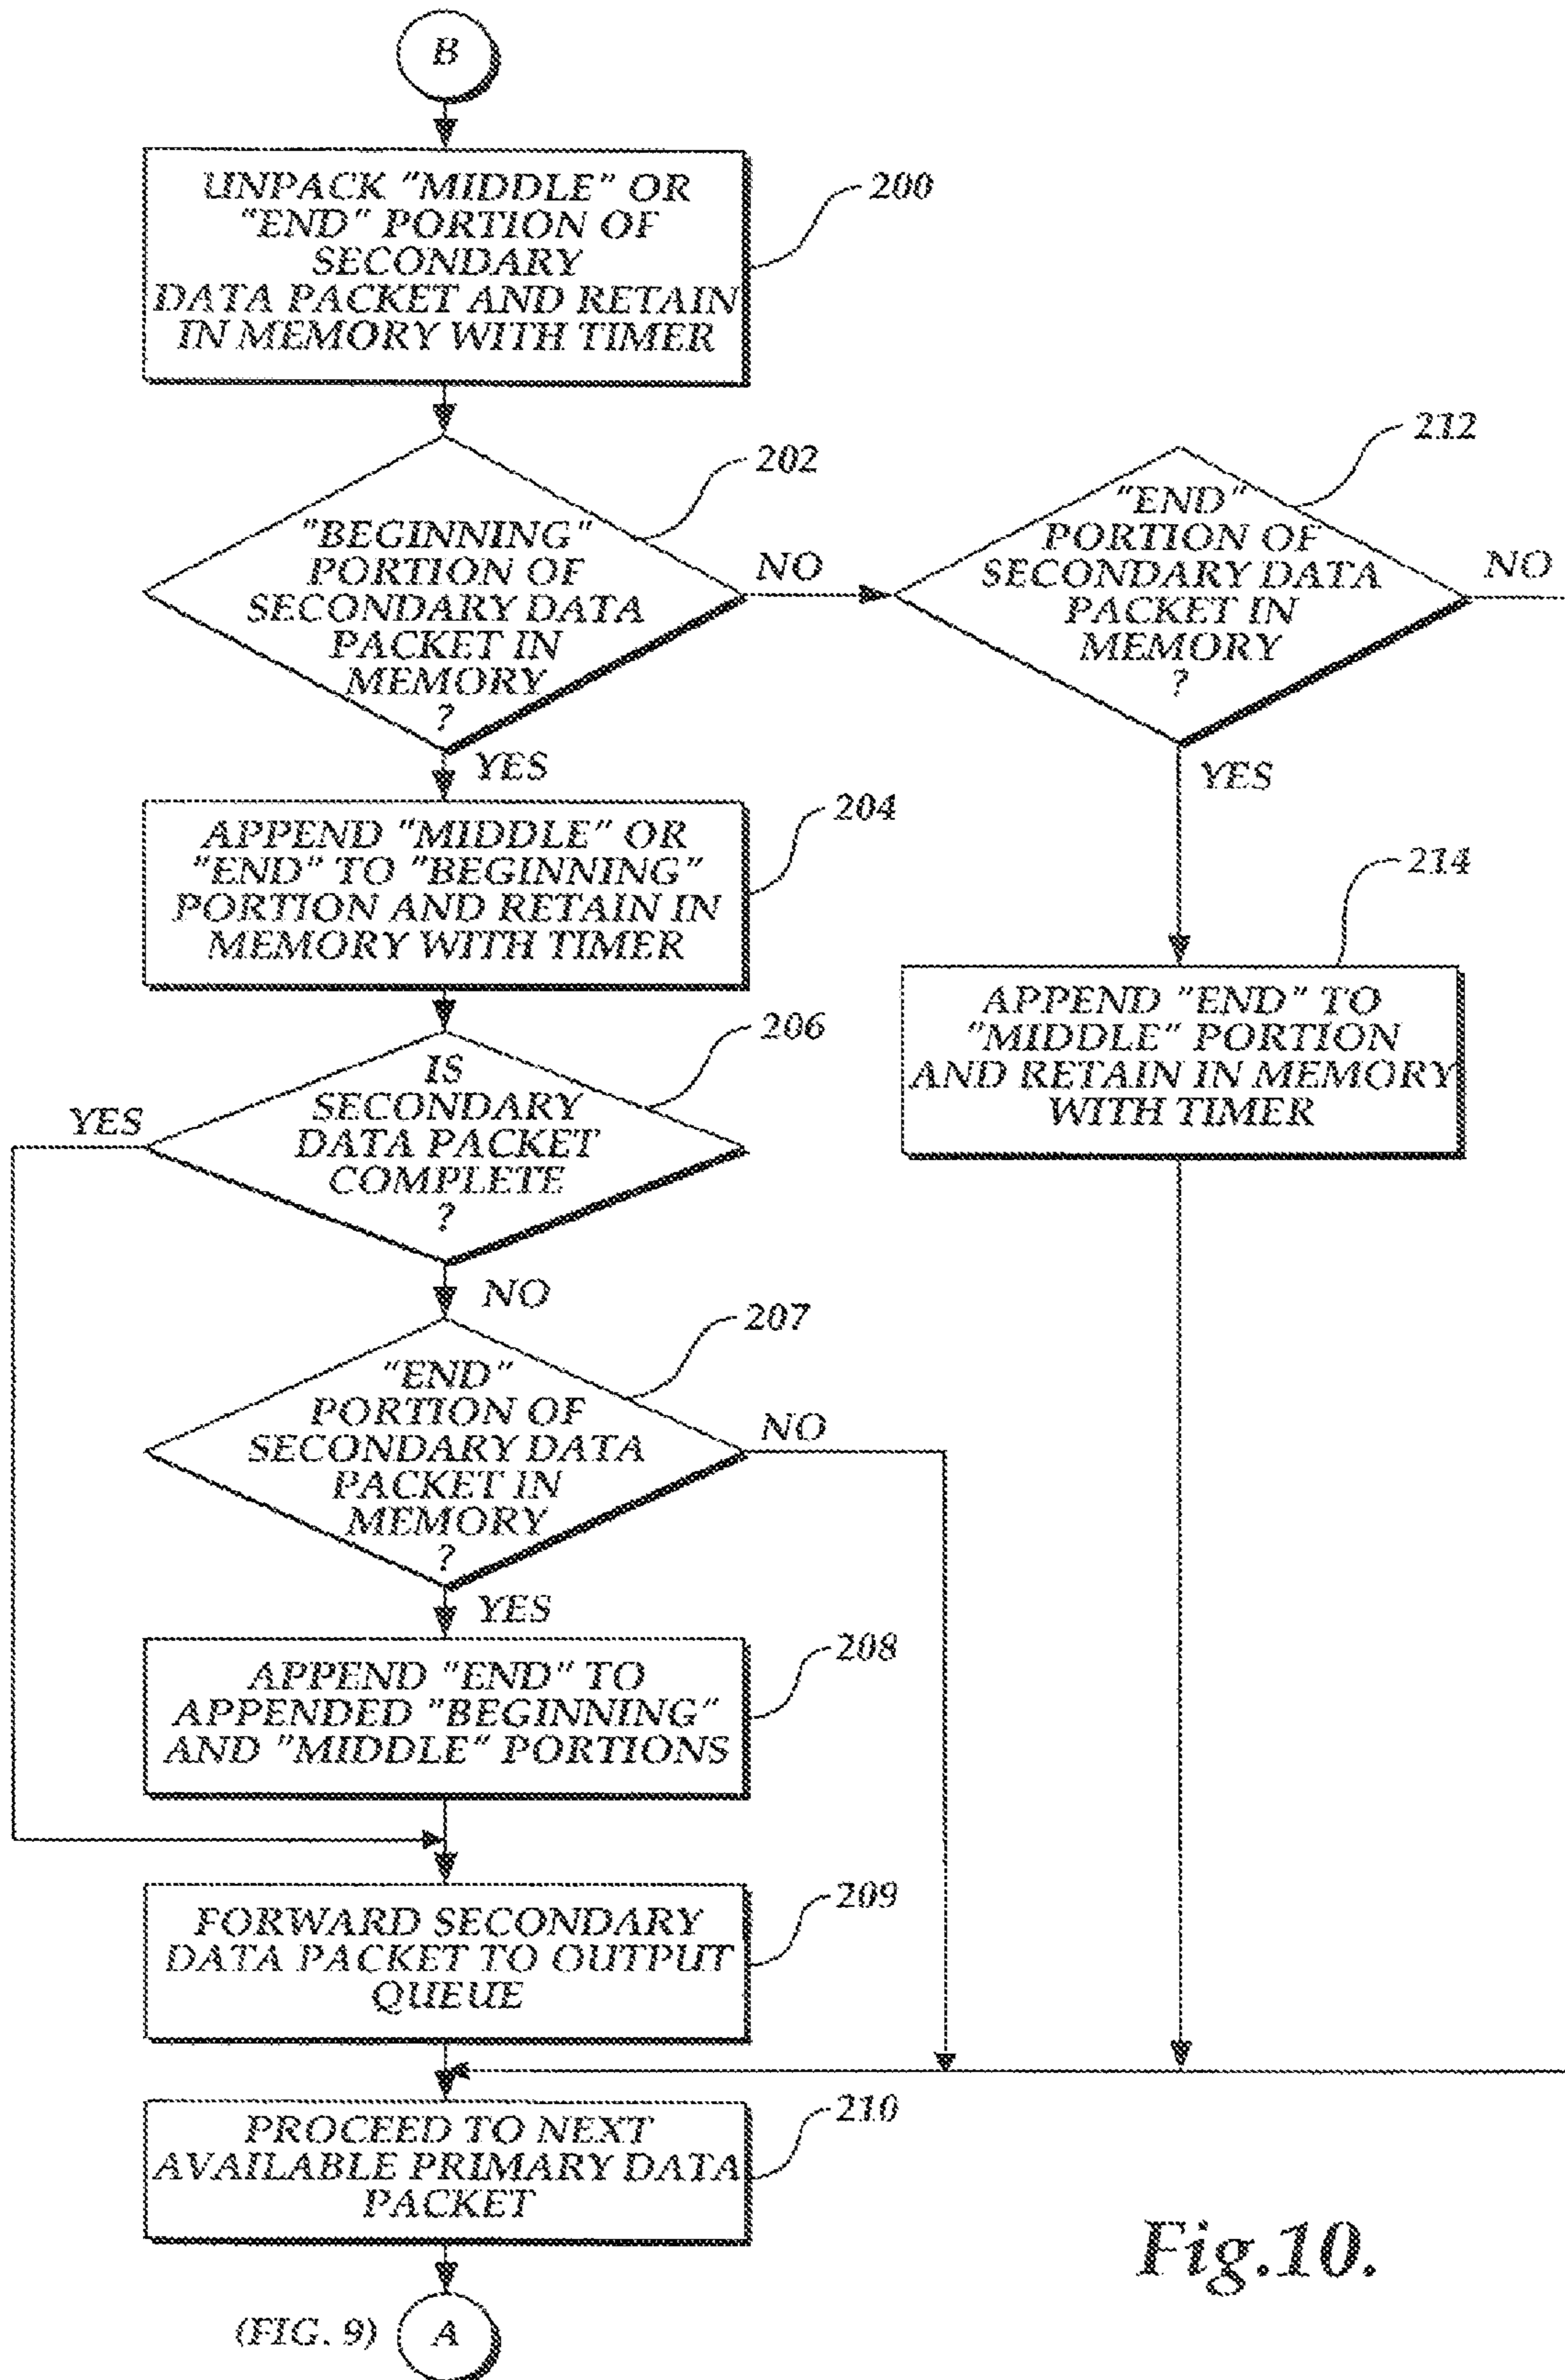 B
UNPACK "MIDDLE" OR
"END" PORTION OF
SECONDARY
DATA PACKET AND RETAIN
IN MEMORY WITH TIMER
200
"BEGINNING"
PORTION OF
SECONDARY DATA
PACKET IN
MEMORY
?
202
NO
YES
"END"
PORTION OF
SECONDARY DATA
PACKET IN
MEMORY
?
212
NO
YES
APPEND "MIDDLE" OR
"END" TO "BEGINNING"
PORTION AND RETAIN IN
MEMORY WITH TIMER
204
APPEND "END" TO
"MIDDLE" PORTION
AND RETAIN IN MEMORY
WITH TIMER
214
IS
SECONDARY
DATA PACKET
COMPLETE
?
206
YES
NO
"END"
PORTION OF
SECONDARY DATA
PACKET IN
MEMORY
?
207
NO
YES
APPEND "END" TO
APPENDED "BEGINNING"
AND "MIDDLE" PORTIONS
208
FORWARD SECONDARY
DATA PACKET TO OUTPUT
QUEUE
209
PROCEED TO NEXT
AVAILABLE PRIMARY DATA
PACKET
210
(FIG. 9)
A
Fig.10.